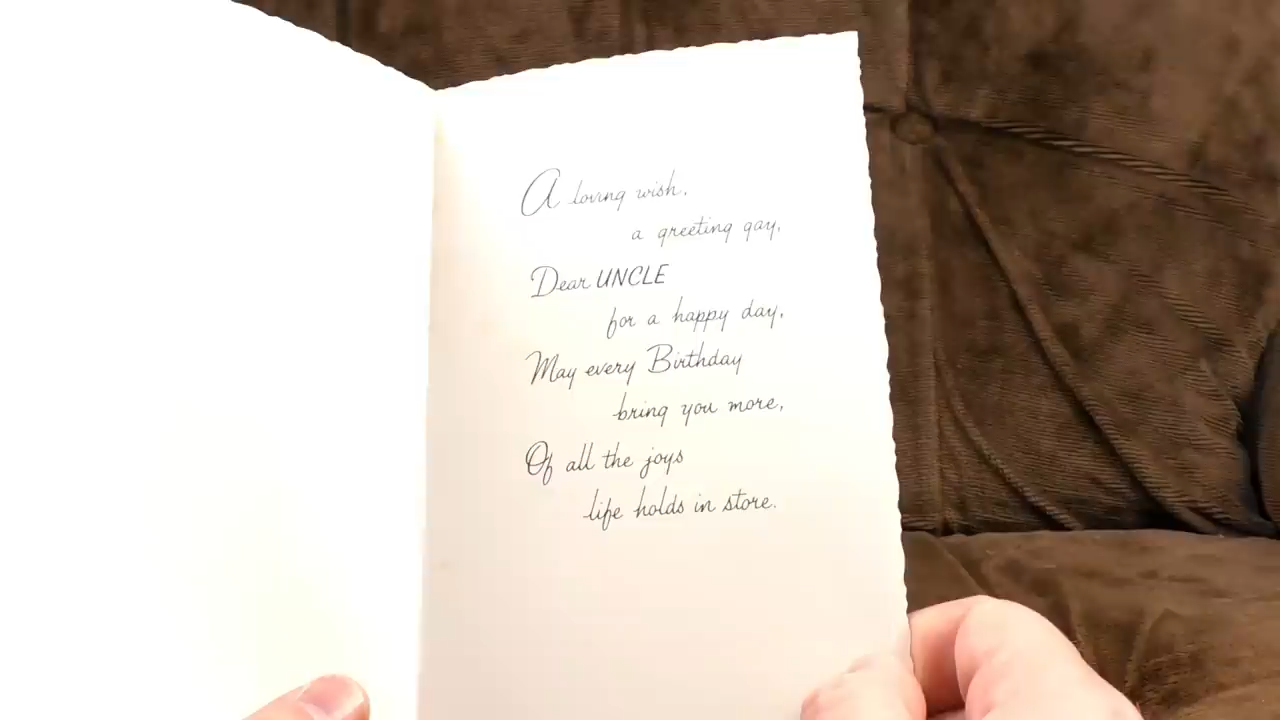 A loving wish,
a greeting gay,
Dear UNCLE
for a happy day,
May every Birthday
bring you more,
Of all the joys
life holds in store.